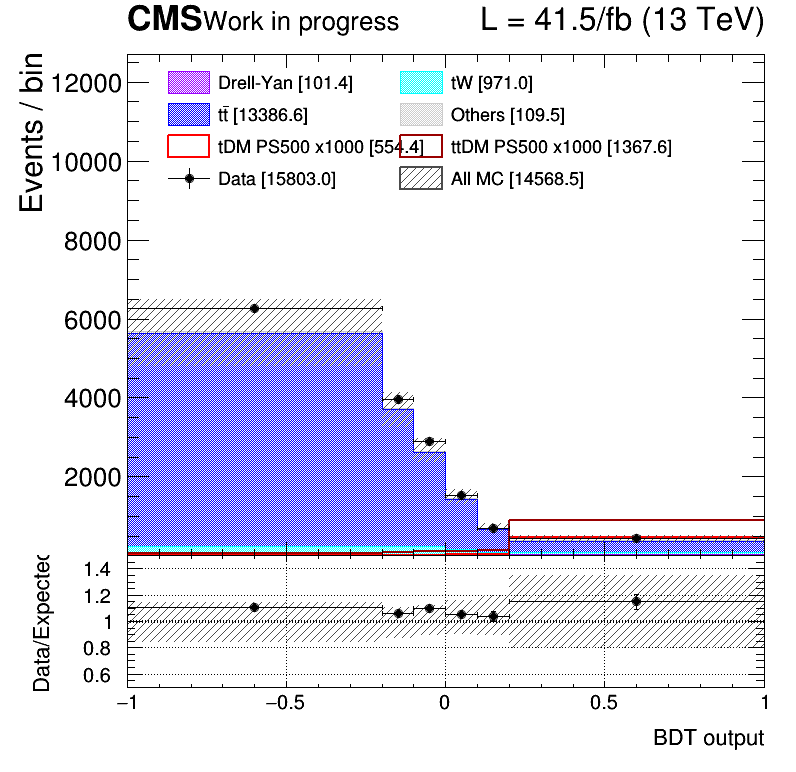 CMS Work in progress L = 41.5/fb (13 TeV)
Events / bin
12000
10000
8000
6000
4000
2000
Drell-Yan [101.4] tW [971.0]
tt̄ [13386.6] Others [109.5]
tDM PS500 x1000 [554.4] ttDM PS500 x1000 [1367.6]
Data [15803.0] All MC [14568.5]
Data/Expected
1.4
1.2
1
0.8
0.6
−1 −0.5 0 0.5 1
BDT output